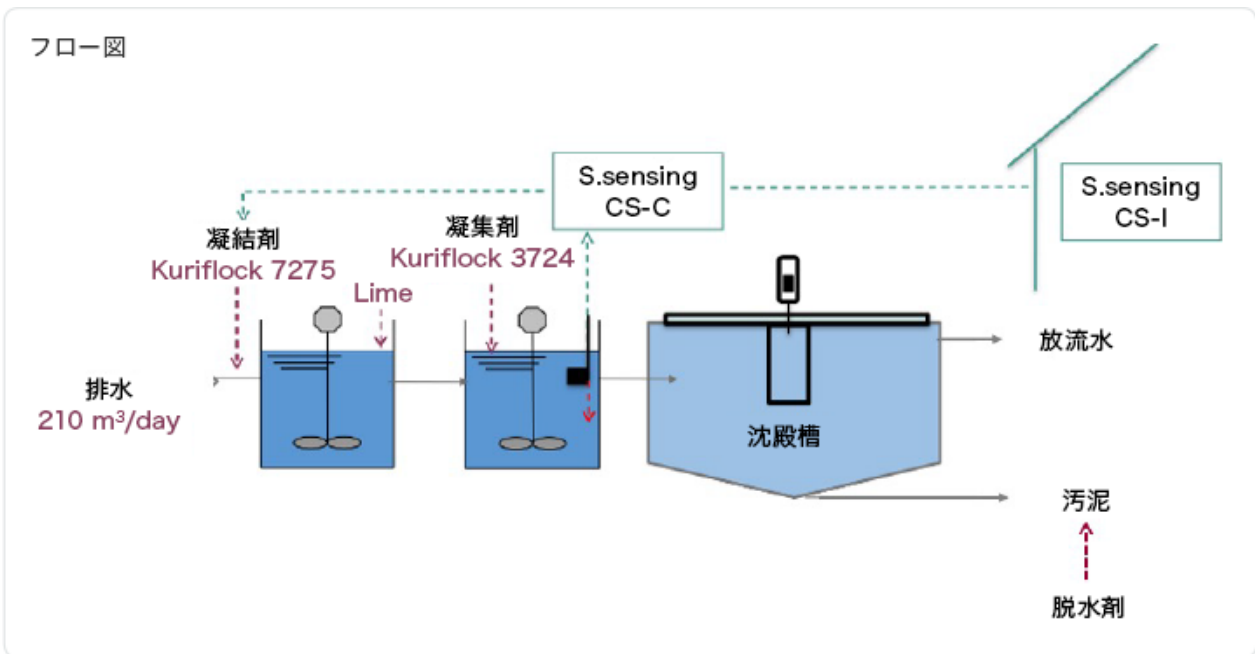 フロー図
S.sensing
CS-C
S.sensing
CS-I
凝結剤
Kuriflock 7275
凝集剤
Kuriflock 3724
Lime
排水
210 m³/day
放流水
沈殿槽
汚泥
脱水剤